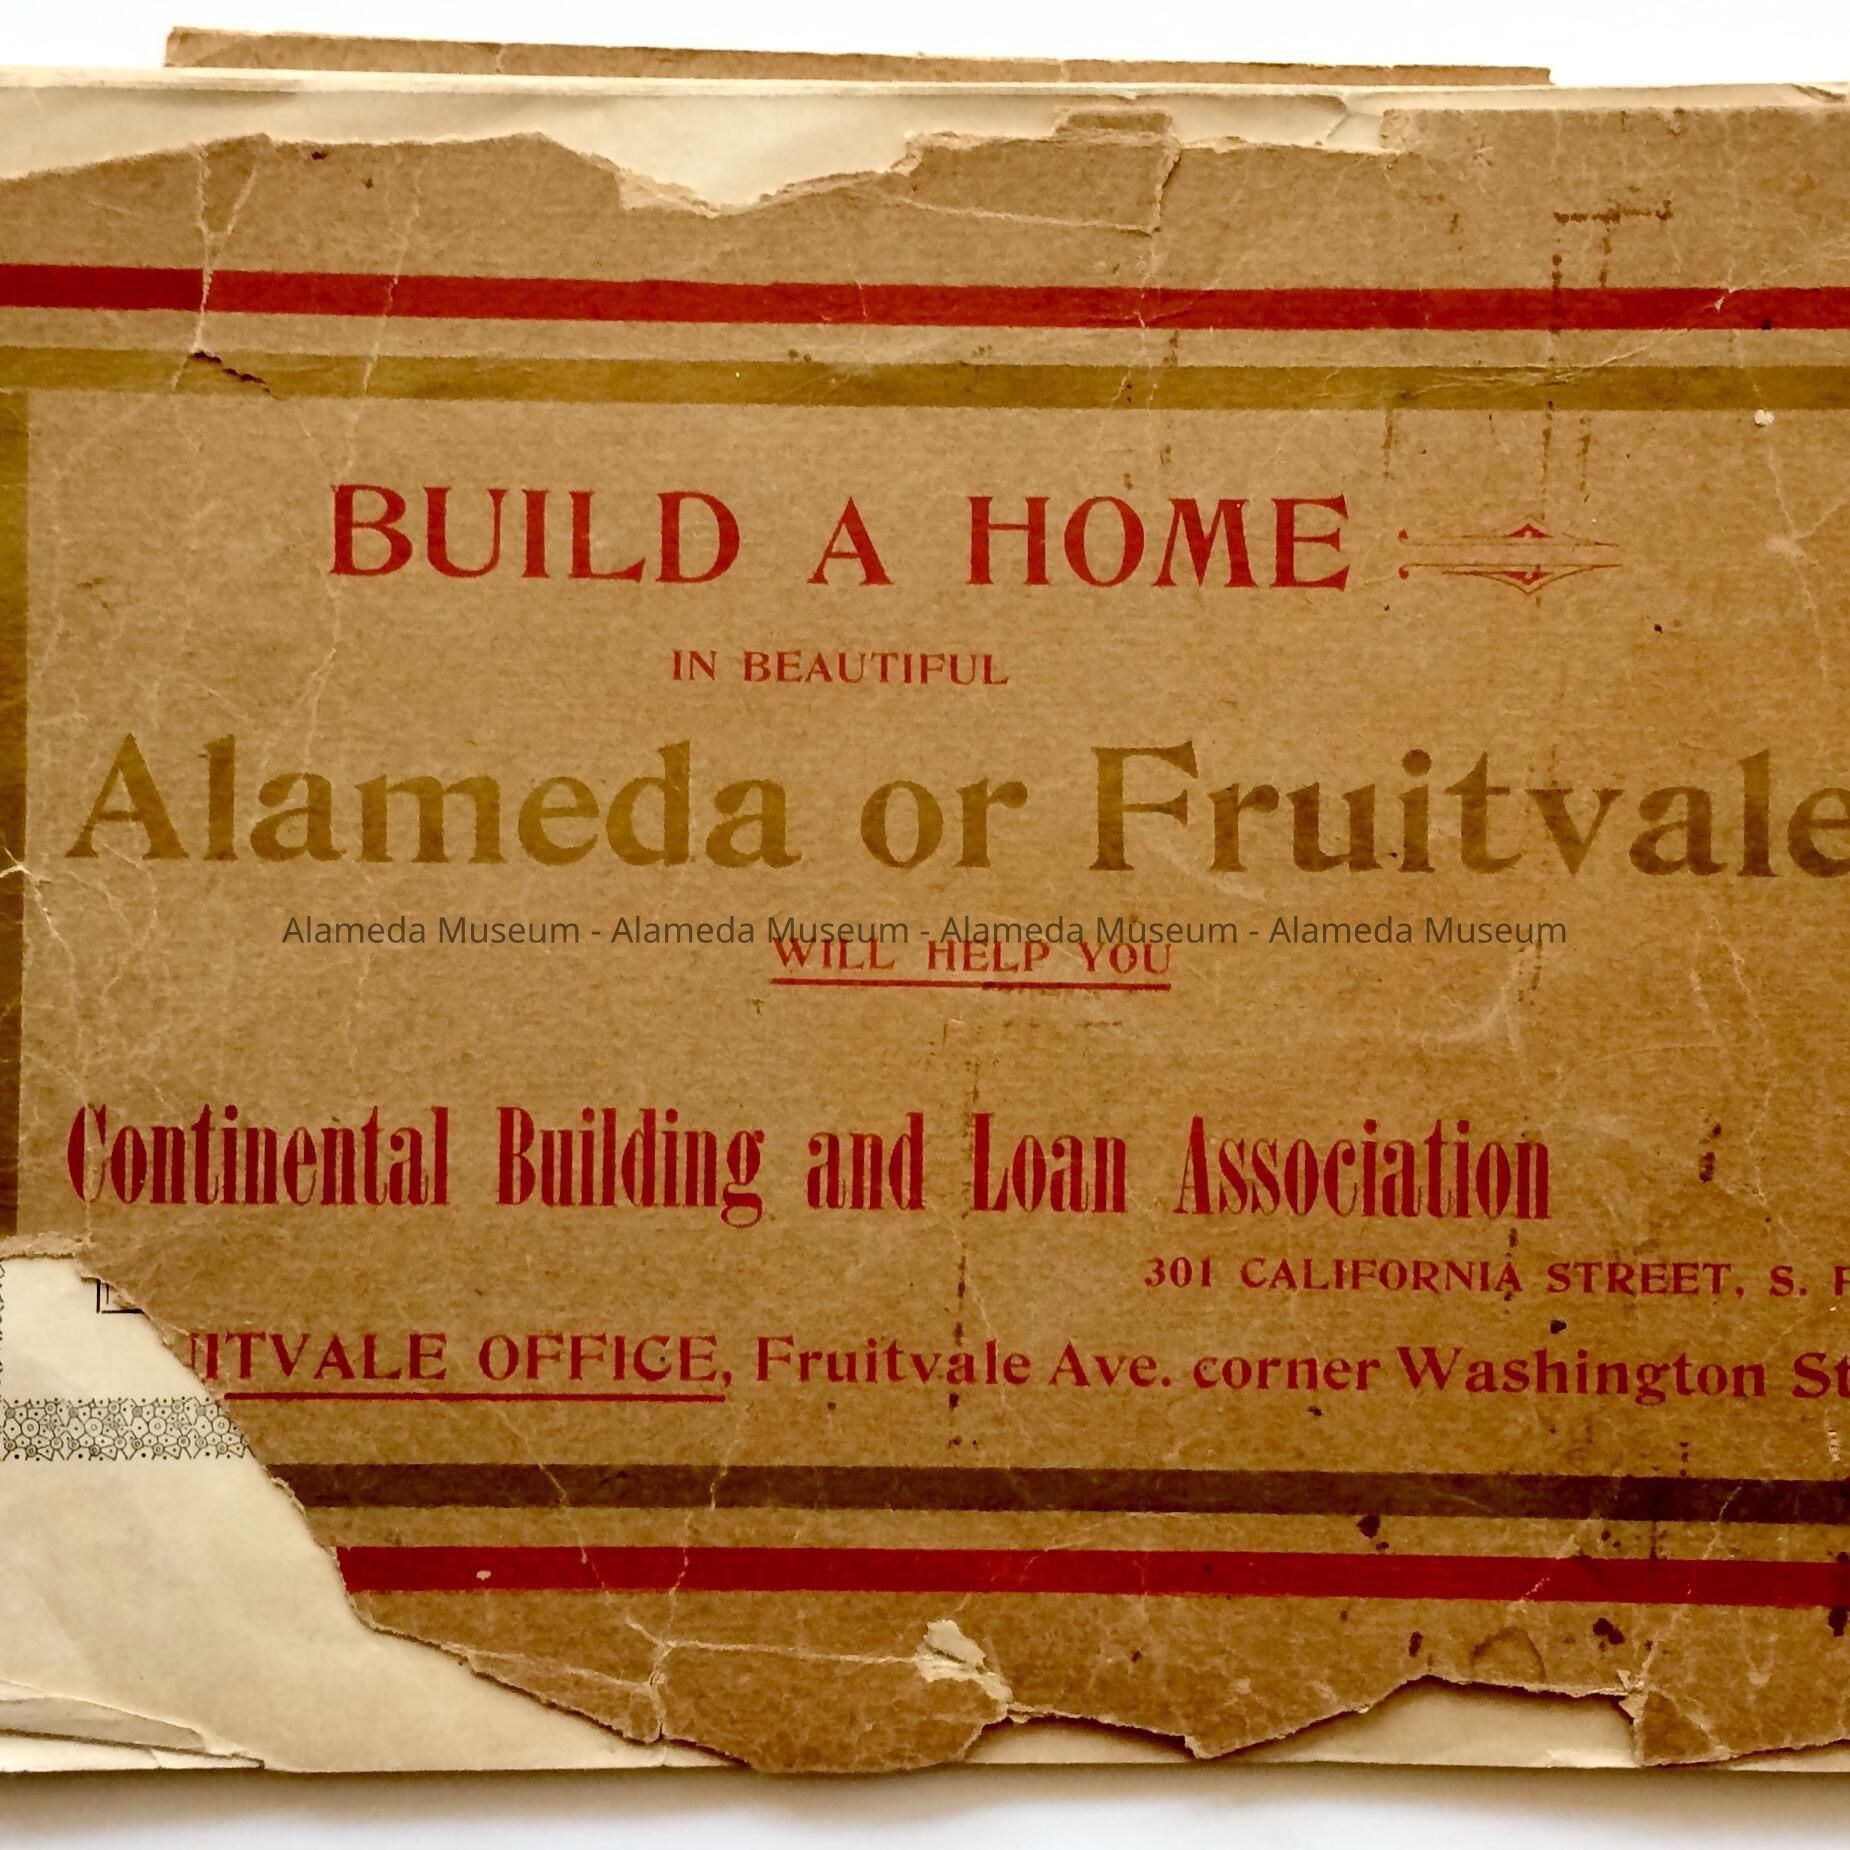 BUILD A HOME
IN BEAUTIFUL
Alameda or Fruitvale
Alameda Museum - Alameda Museum - Alameda Museum - Alameda Museum
WILL HELP YOU
Continental Building and Loan Association
301 CALIFORNIA STREET, S. F
UITVALE OFFICE, Fruitvale Ave. corner Washington St